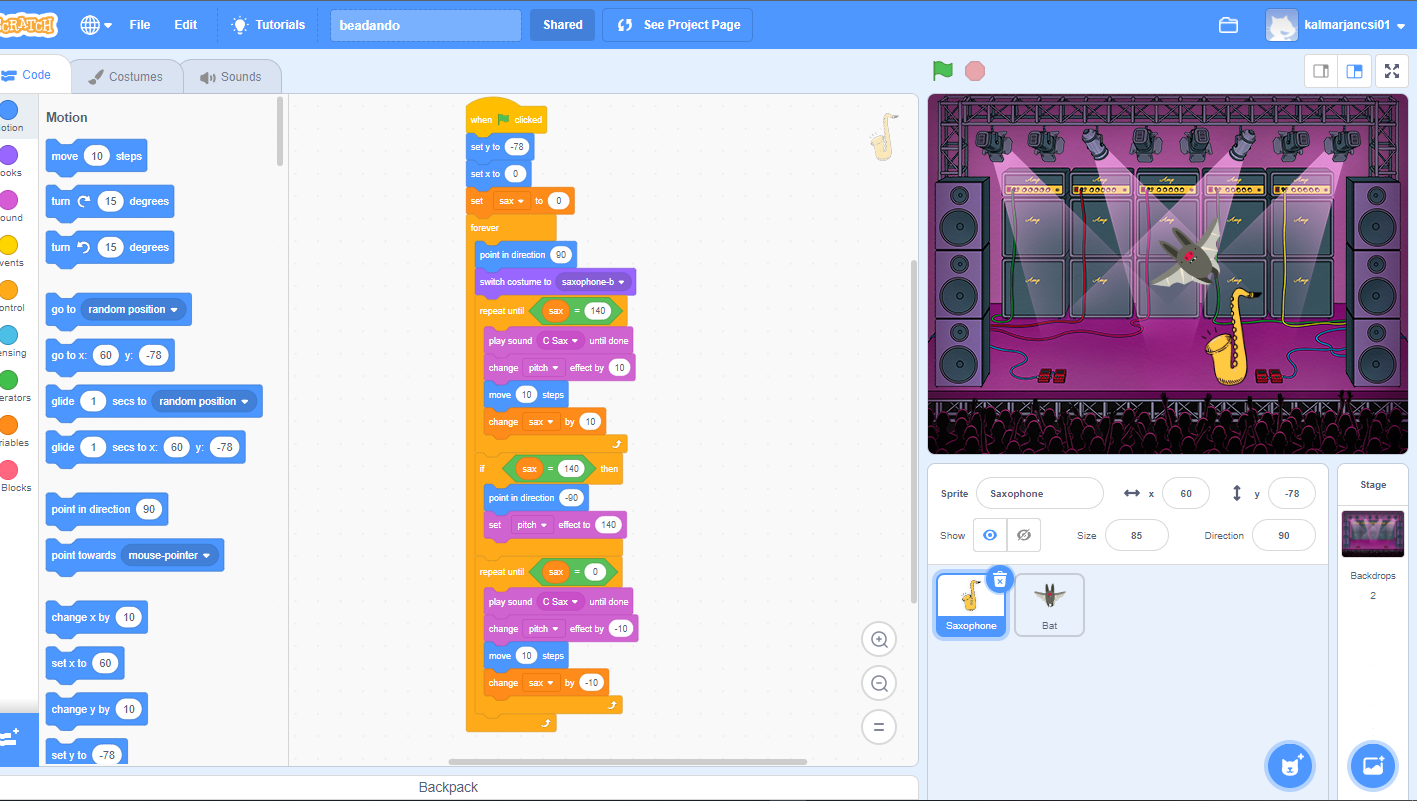 SCRATCH File Edit Tutorials beadando Shared See Project Page kalmarjancsi01
Code Costumes Sounds
Motion
move 10 steps
turn 15 degrees
turn 15 degrees
go to random position
go to x: 60 y: -78
glide 1 secs to random position
glide 1 secs to x: 60 y: -78
point in direction 90
point towards mouse-pointer
change x by 10
set x to 60
change y by 10
set y to -78
otion
ooks
ound
vents
ontrol
ensing
erators
riables
Blocks
when clicked
set y to -78
set x to 0
set sax to 0
forever
point in direction 90
switch costume to saxophone-b
repeat until sax = 140
play sound C Sax until done
change pitch effect by 10
move 10 steps
change sax by 10
if sax = 140 then
point in direction -90
set pitch effect to 140
repeat until sax = 0
play sound C Sax until done
change pitch effect by -10
move 10 steps
change sax by -10
Backpack
Amp Amp Amp Amp Amp
Amp Amp Amp Amp
Sprite Saxophone x 60 y -78
Show Size 85 Direction 90
Saxophone
Bat
Stage
Backdrops
2